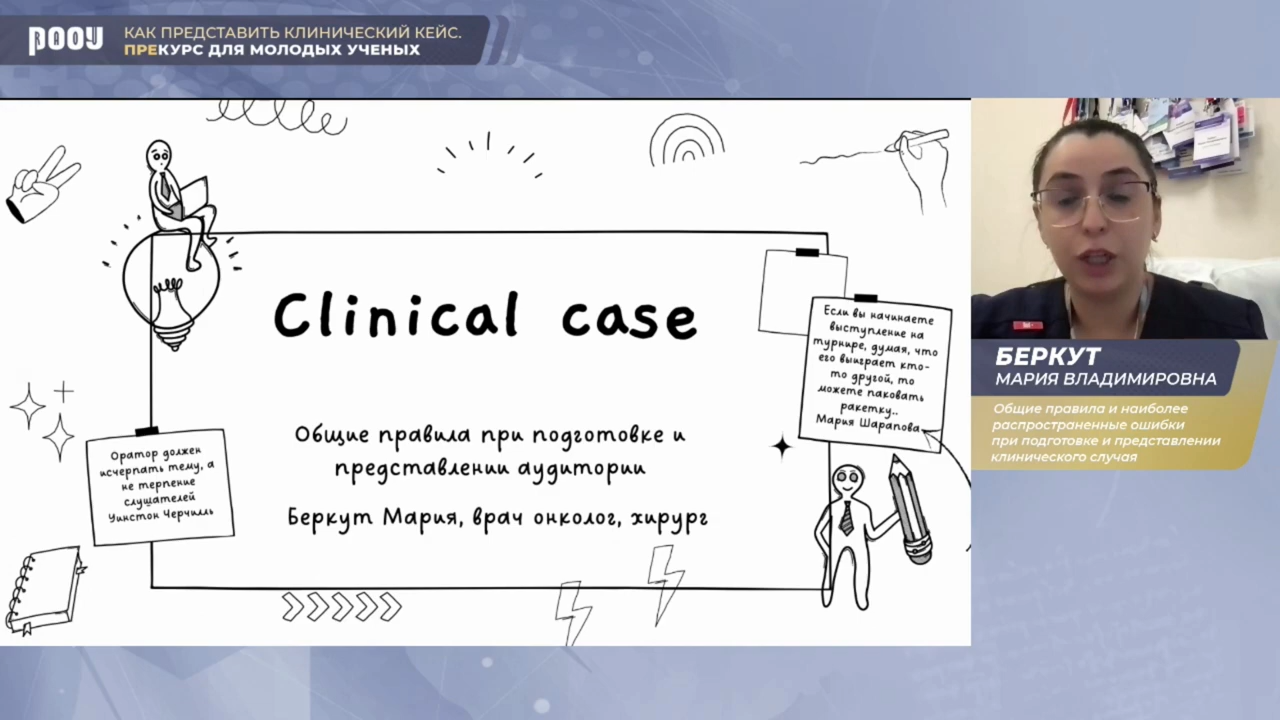 РООУ
КАК ПРЕДСТАВИТЬ КЛИНИЧЕСКИЙ КЕЙС.
ПРЕКУРС ДЛЯ МОЛОДЫХ УЧЕНЫХ
Clinical case
Общие правила при подготовке и
представлении аудитории
Беркут Мария, врач онколог, хирург
Оратор должен
исчерпать тему, а
не терпение
слушателей
Уинстон Черчилль
Если вы начинаете
выступление на
турнире, думая, что
его выиграет кто-
то другой, то
можете паковать
ракетку..
Мария Шарапова
БЕРКУТ
МАРИЯ ВЛАДИМИРОВНА
Общие правила и наиболее
распространенные ошибки
при подготовке и представлении
клинического случая